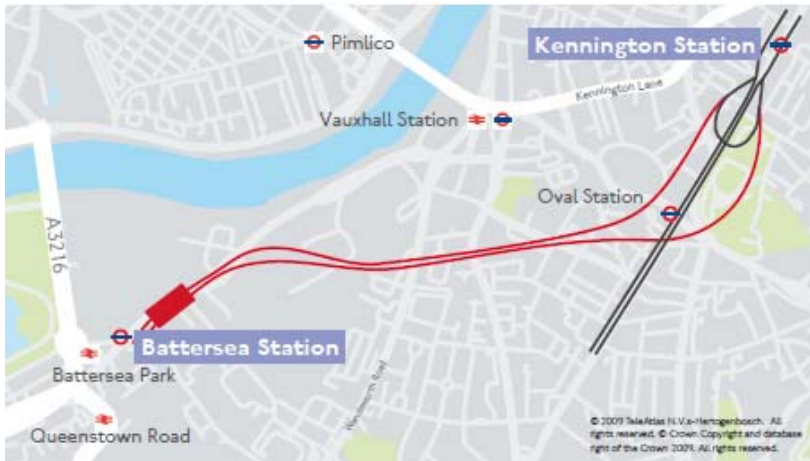 Pimlico
Kennington Station
Kennington Lane
Vauxhall Station
Oval Station
A3216
Battersea Station
Battersea Park
Wandsworth Road
Queenstown Road
© 2009 TeleAtlas N.V.s-Hertogenbosch. All
rights reserved. © Crown Copyright and database
right of the Crown 2009. All rights reserved.